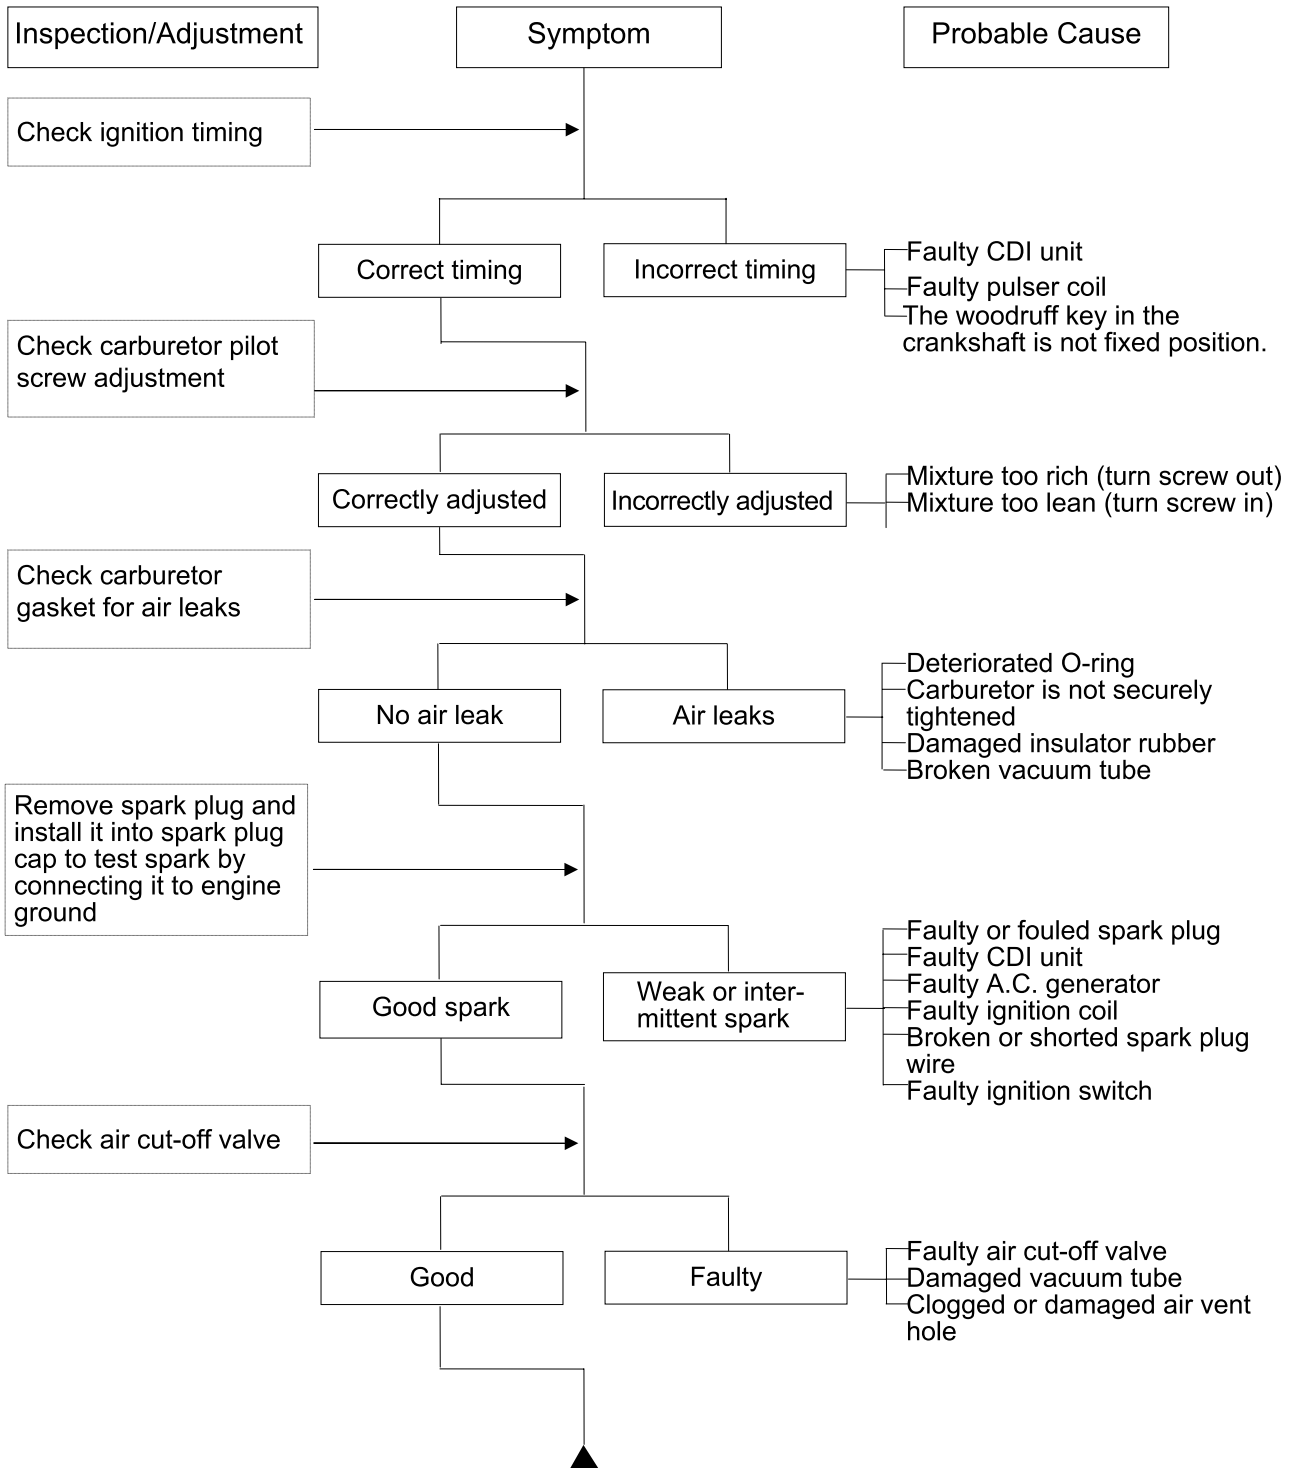 Inspection/Adjustment
Symptom
Probable Cause
Check ignition timing
Correct timing
Incorrect timing
Faulty CDI unit
Faulty pulser coil
The woodruff key in the
crankshaft is not fixed position.
Check carburetor pilot
screw adjustment
Correctly adjusted
Incorrectly adjusted
Mixture too rich (turn screw out)
Mixture too lean (turn screw in)
Check carburetor
gasket for air leaks
No air leak
Air leaks
Deteriorated O-ring
Carburetor is not securely
tightened
Damaged insulator rubber
Broken vacuum tube
Remove spark plug and
install it into spark plug
cap to test spark by
connecting it to engine
ground
Good spark
Weak or inter-
mittent spark
Faulty or fouled spark plug
Faulty CDI unit
Faulty A.C. generator
Faulty ignition coil
Broken or shorted spark plug
wire
Faulty ignition switch
Check air cut-off valve
Good
Faulty
Faulty air cut-off valve
Damaged vacuum tube
Clogged or damaged air vent
hole